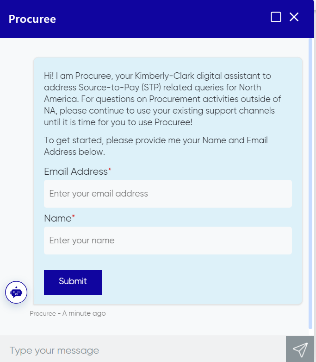 Procuree
Hi! I am Procuree, your Kimberly-Clark digital assistant to
address Source-to-Pay (STP) related queries for North
America. For questions on Procurement activities outside of
NA, please continue to use your existing support channels
until it is time for you to use Procuree!
To get started, please provide me your Name and Email
Address below.
Email Address*
Enter your email address
Name*
Enter your name
Submit
Procuree - A minute ago
Type your message